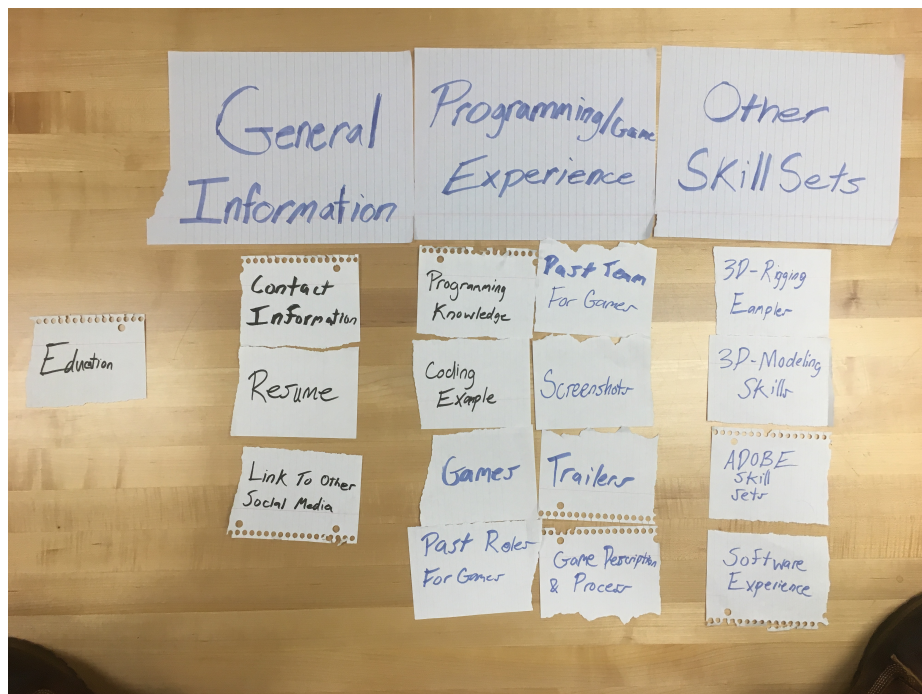 General
Information
Programming/Game
Experience
Other
Skill Sets
Education
Contact
Information
Resume
Link To Other
Social Media
Programming
Knowledge
Coding
Example
Games
Past Roles
For Games
Past Team
For Games
Screenshots
Trailers
Game Description
& Process
3D-Rigging
Eamples
3D-Modeling
Skills
ADOBE
Skill
Sets
Software
Experience